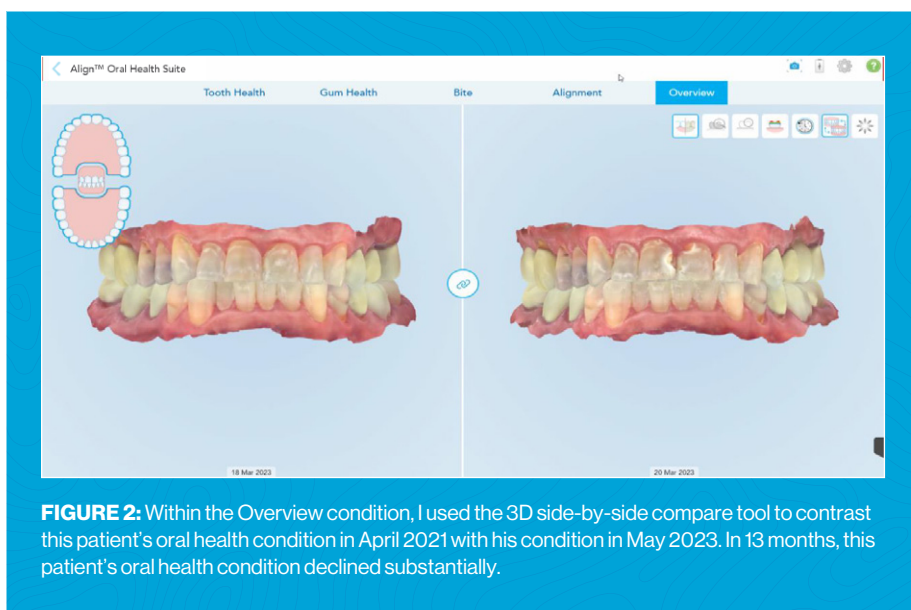 Align™ Oral Health Suite
Tooth Health Gum Health Bite Alignment Overview
18 Mar 2023 20 Mar 2023
FIGURE 2: Within the Overview condition, I used the 3D side-by-side compare tool to contrast
this patient's oral health condition in April 2021 with his condition in May 2023. In 13 months, this
patient's oral health condition declined substantially.